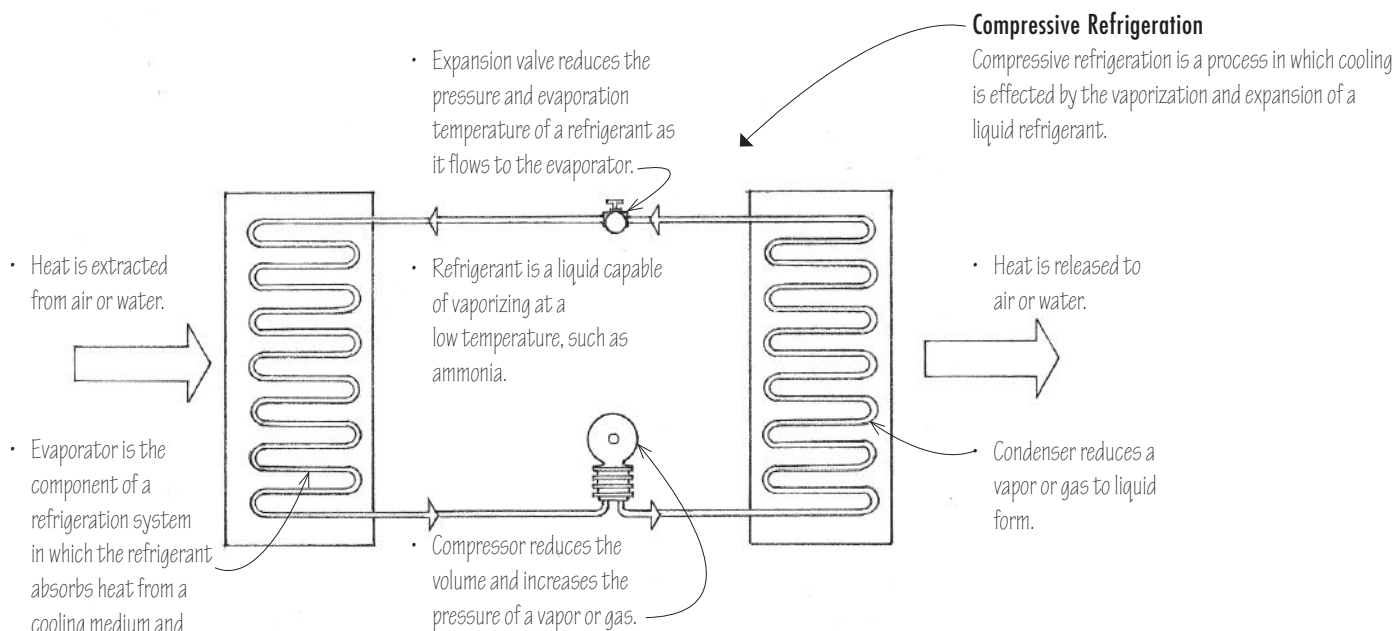 Compressive Refrigeration
Compressive refrigeration is a process in which cooling
is effected by the vaporization and expansion of a
liquid refrigerant.
• Expansion valve reduces the
pressure and evaporation
temperature of a refrigerant as
it flows to the evaporator.
• Heat is extracted
from air or water.
• Refrigerant is a liquid capable
of vaporizing at a
low temperature, such as
ammonia.
• Heat is released to
air or water.
• Evaporator is the
component of a
refrigeration system
in which the refrigerant
absorbs heat from a
cooling medium and
• Compressor reduces the
volume and increases the
pressure of a vapor or gas.
• Condenser reduces a
vapor or gas to liquid
form.